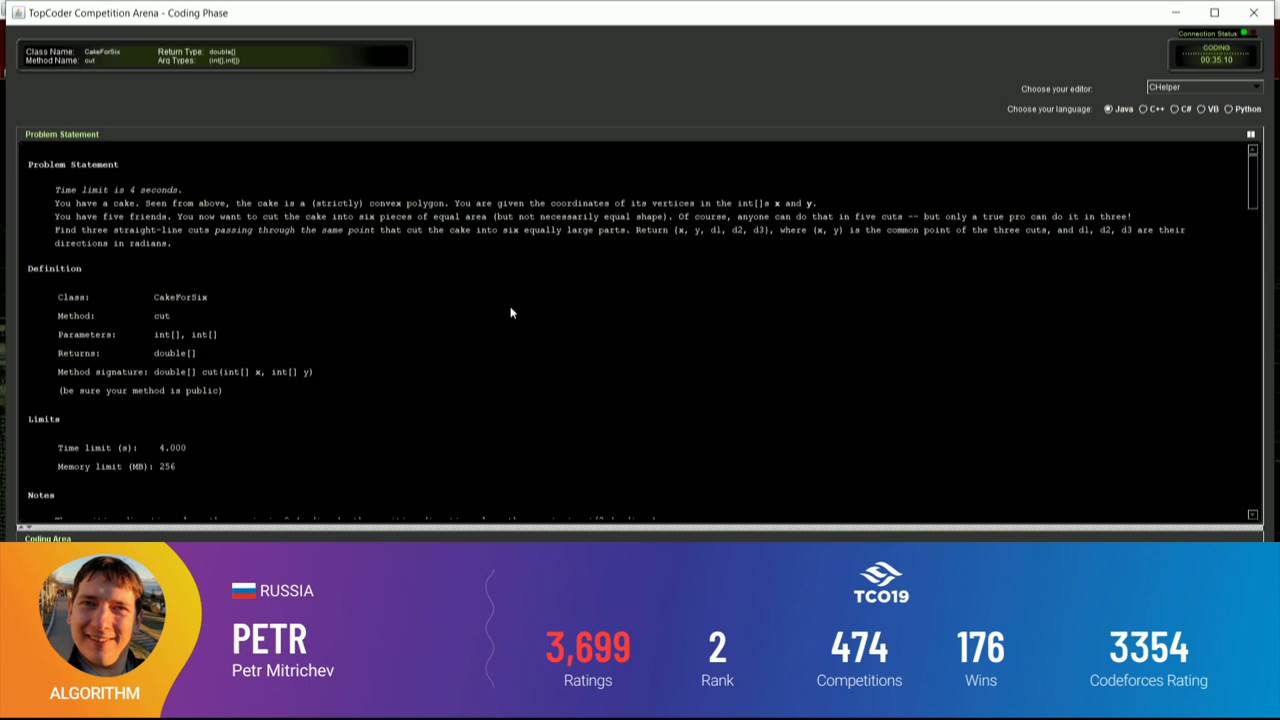 TopCoder Competition Arena - Coding Phase
Connection Status
Class Name: CakeForSix Return Type: double[]
Method Name: cut Arg Types: (int[],int[])
CODING
00:35:10
Choose your editor: CHelper
Choose your language: Java C++ C# VB Python
Problem Statement
Problem Statement
Time limit is 4 seconds.
You have a cake. Seen from above, the cake is a (strictly) convex polygon. You are given the coordinates of its vertices in the int[]s x and y.
You have five friends. You now want to cut the cake into six pieces of equal area (but not necessarily equal shape). Of course, anyone can do that in five cuts -- but only a true pro can do it in three!
Find three straight-line cuts passing through the same point that cut the cake into six equally large parts. Return {x, y, d1, d2, d3}, where (x, y) is the common point of the three cuts, and d1, d2, d3 are their
directions in radians.
Definition
Class: CakeForSix
Method: cut
Parameters: int[], int[]
Returns: double[]
Method signature: double[] cut(int[] x, int[] y)
(be sure your method is public)
Limits
Time limit (s): 4.000
Memory limit (MB): 256
Notes
Coding Area
RUSSIA
PETR
Petr Mitrichev
ALGORITHM
TCO19
3,699 2 474 176 3354
Ratings Rank Competitions Wins Codeforces Rating